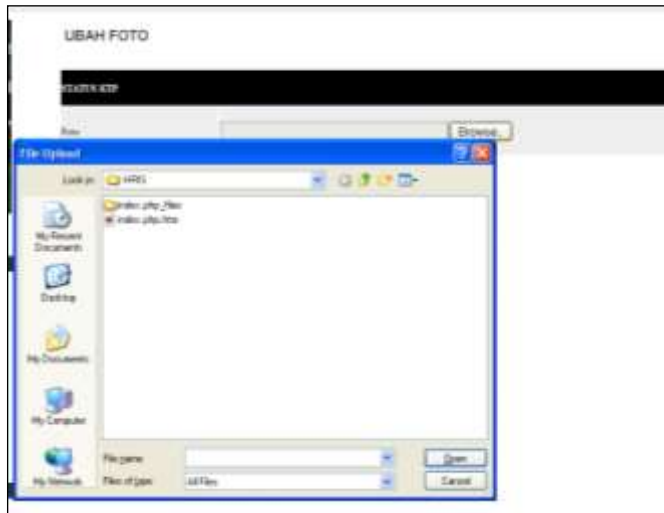 UBAH FOTO
Browse...
File Upload
Look in: HRIS
index.php_files
index.php.htm
My Recent
Documents
Desktop
My Documents
My Computer
My Network
File name:
Files of type: All Files
Open
Cancel